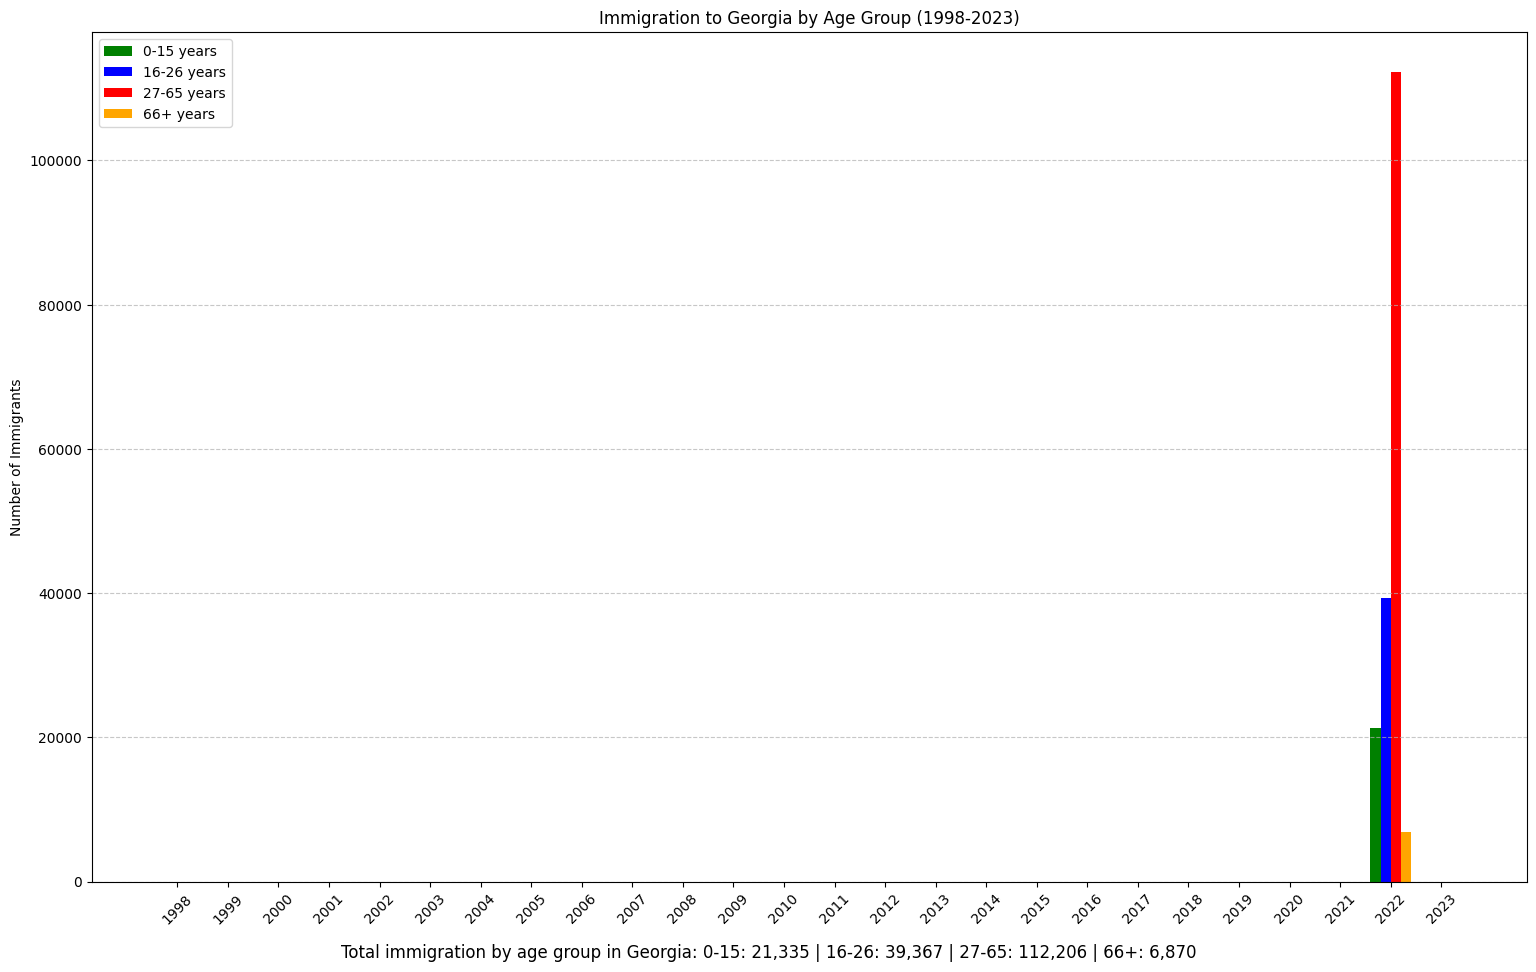 Immigration to Georgia by Age Group (1998-2023)
0-15 years
16-26 years
27-65 years
66+ years
Number of Immigrants
100000
80000
60000
40000
20000
0
1998 1999 2000 2001 2002 2003 2004 2005 2006 2007 2008 2009 2010 2011 2012 2013 2014 2015 2016 2017 2018 2019 2020 2021 2022 2023
Total immigration by age group in Georgia: 0-15: 21,335 | 16-26: 39,367 | 27-65: 112,206 | 66+: 6,870